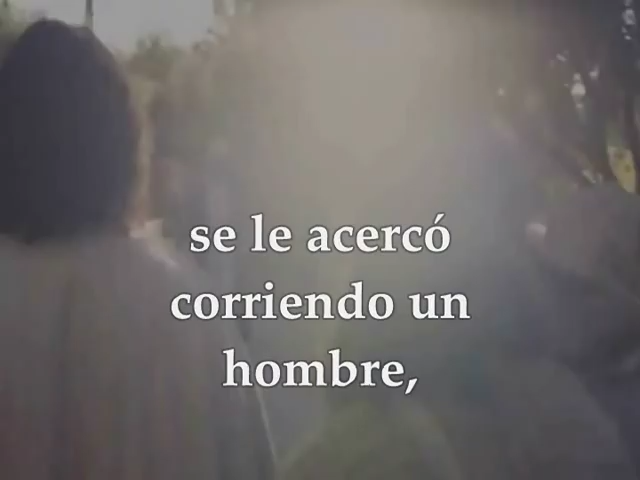 se le acercó
corriendo un
hombre,